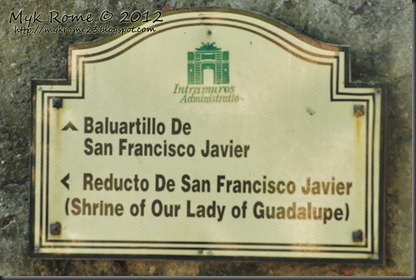 Myk Rome © 2012
http://mykrome23.blogspot.com
Intramuros
Administration
Baluartillo De
San Francisco Javier
Reducto De San Francisco Javier
(Shrine of Our Lady of Guadalupe)